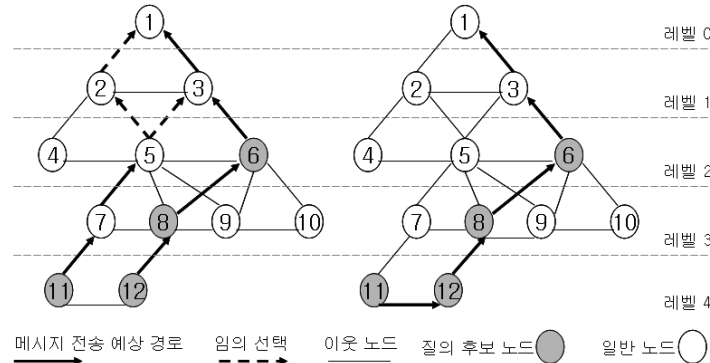 1 1 레벨 0
2 3 2 3 레벨 1
4 5 6 4 5 6 레벨 2
7 8 9 10 7 8 9 10 레벨 3
11 12 11 12 레벨 4
메시지 전송 예상 경로 임의 선택 이웃 노드 질의 후보 노드 일반 노드